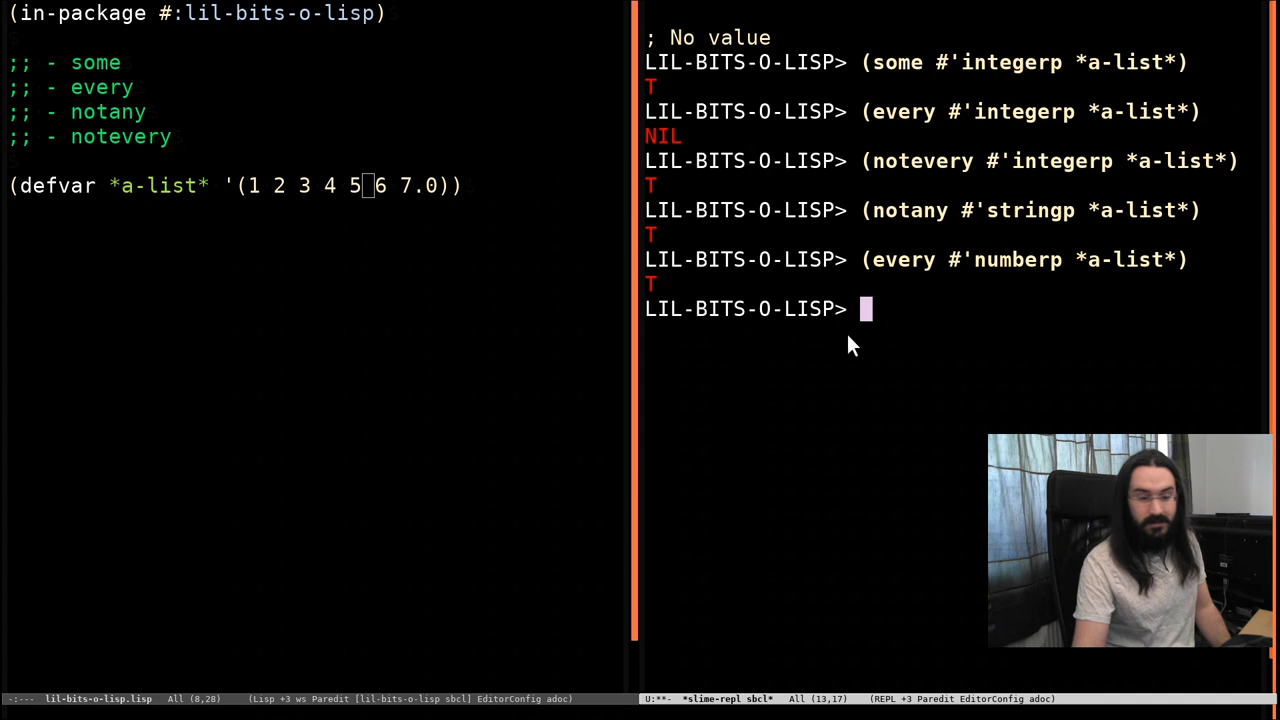 (in-package #:lil-bits-o-lisp)
;; - some
;; - every
;; - notany
;; - notevery
(defvar *a-list* '(1 2 3 4 5 6 7.0))
-:--- lil-bits-o-lisp.lisp All (8,28) (Lisp +3 ws Paredit [lil-bits-o-lisp sbcl] EditorConfig adoc)
; No value
LIL-BITS-O-LISP> (some #'integerp *a-list*)
T
LIL-BITS-O-LISP> (every #'integerp *a-list*)
NIL
LIL-BITS-O-LISP> (notevery #'integerp *a-list*)
T
LIL-BITS-O-LISP> (notany #'stringp *a-list*)
T
LIL-BITS-O-LISP> (every #'numberp *a-list*)
T
LIL-BITS-O-LISP>
U:**- *slime-repl sbcl* All (13,17) (REPL +3 Paredit EditorConfig adoc)